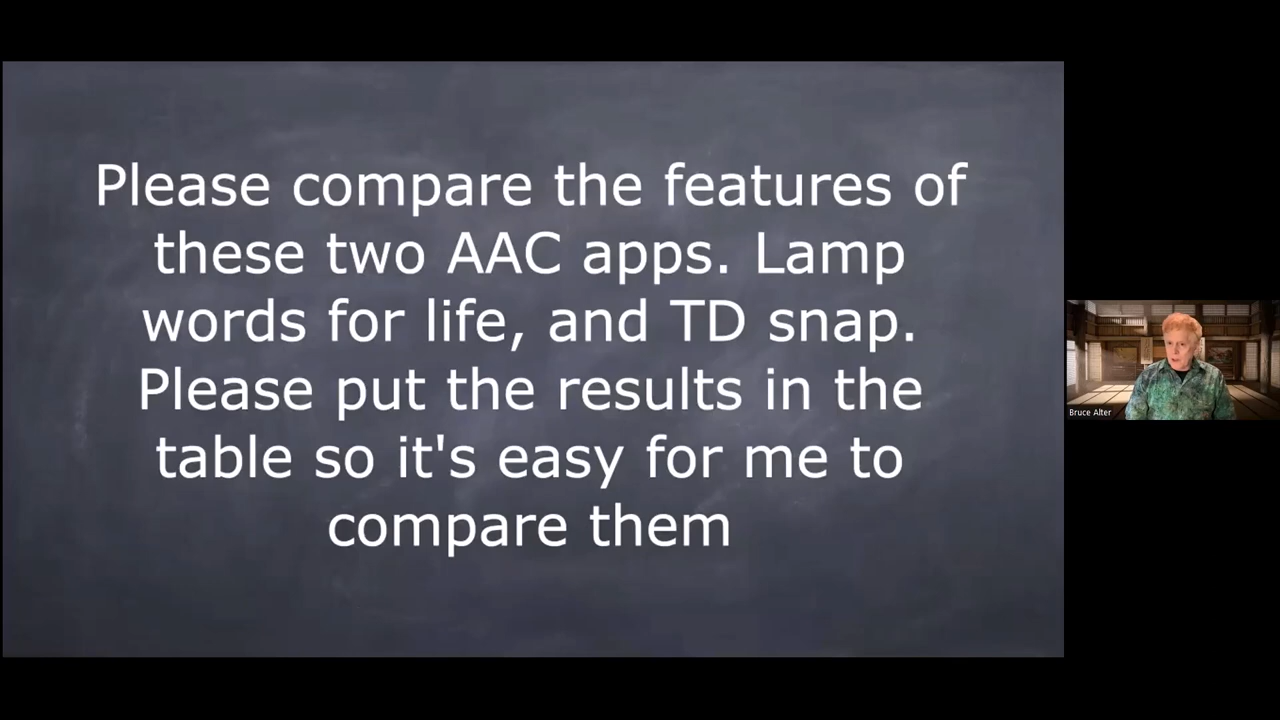 Please compare the features of
these two AAC apps. Lamp
words for life, and TD snap.
Please put the results in the
table so it's easy for me to
compare them
Bruce Alter